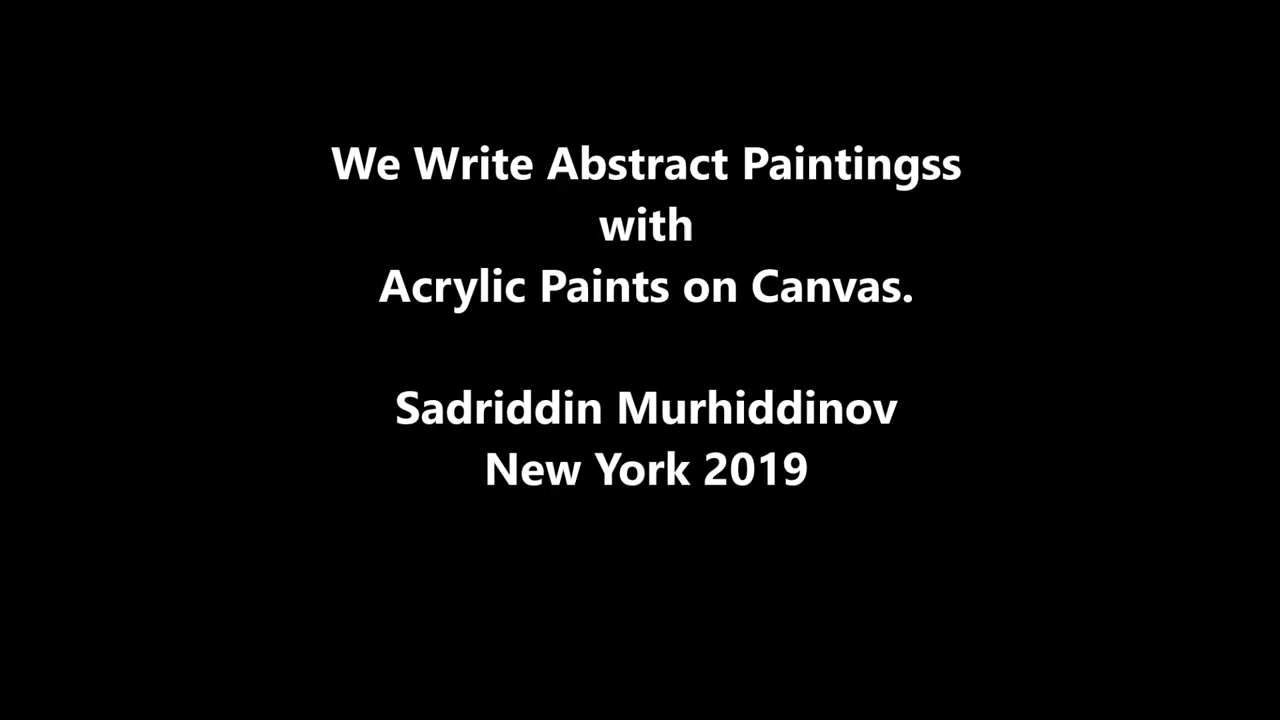 We Write Abstract Paintingss
with
Acrylic Paints on Canvas.
Sadriddin Murhiddinov
New York 2019